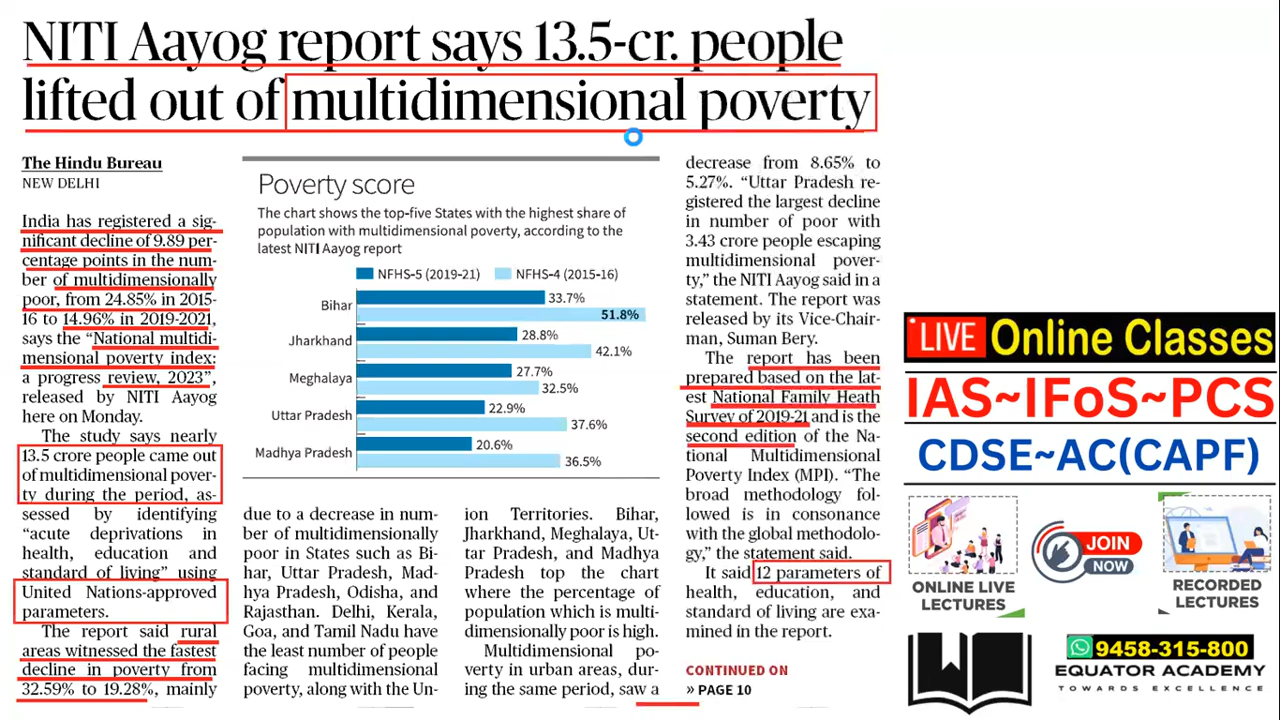 NITI Aayog report says 13.5-cr. people
lifted out of multidimensional poverty
The Hindu Bureau
NEW DELHI
India has registered a sig-
nificant decline of 9.89 per-
centage points in the num-
ber of multidimensionally
poor, from 24.85% in 2015-
16 to 14.96% in 2019-2021,
says the “National multidi-
mensional poverty index:
a progress review, 2023”,
released by NITI Aayog
here on Monday.
The study says nearly
13.5 crore people came out
of multidimensional pover-
ty during the period, as-
sessed by identifying
“acute deprivations in
health, education and
standard of living” using
United Nations-approved
parameters.
The report said rural
areas witnessed the fastest
decline in poverty from
32.59% to 19.28%, mainly
Poverty score
The chart shows the top-five States with the highest share of
population with multidimensional poverty, according to the
latest NITI Aayog report
NFHS-5 (2019-21) NFHS-4 (2015-16)
Bihar 33.7%
51.8%
Jharkhand 28.8%
42.1%
Meghalaya 27.7%
32.5%
Uttar Pradesh 22.9%
37.6%
Madhya Pradesh 20.6%
36.5%
due to a decrease in num-
ber of multidimensionally
poor in States such as Bi-
har, Uttar Pradesh, Mad-
hya Pradesh, Odisha, and
Rajasthan. Delhi, Kerala,
Goa, and Tamil Nadu have
the least number of people
facing multidimensional
poverty, along with the Un-
ion Territories. Bihar,
Jharkhand, Meghalaya, Ut-
tar Pradesh, and Madhya
Pradesh top the chart
where the percentage of
population which is multi-
dimensionally poor is high.
Multidimensional po-
verty in urban areas, dur-
ing the same period, saw a
decrease from 8.65% to
5.27%. “Uttar Pradesh re-
gistered the largest decline
in number of poor with
3.43 crore people escaping
multidimensional pover-
ty,” the NITI Aayog said in a
statement. The report was
released by its Vice-Chair-
man, Suman Bery.
The report has been
prepared based on the lat-
est National Family Heath
Survey of 2019-21 and is the
second edition of the Na-
tional Multidimensional
Poverty Index (MPI). “The
broad methodology fol-
lowed is in consonance
with the global methodolo-
gy,” the statement said.
It said 12 parameters of
health, education, and
standard of living are exa-
mined in the report.
CONTINUED ON
» PAGE 10
LIVE Online Classes
IAS~IFoS~PCS
CDSE~AC(CAPF)
ONLINE LIVE
LECTURES
JOIN
NOW
RECORDED
LECTURES
9458-315-800
EQUATOR ACADEMY
TOWARDS EXCELLENCE